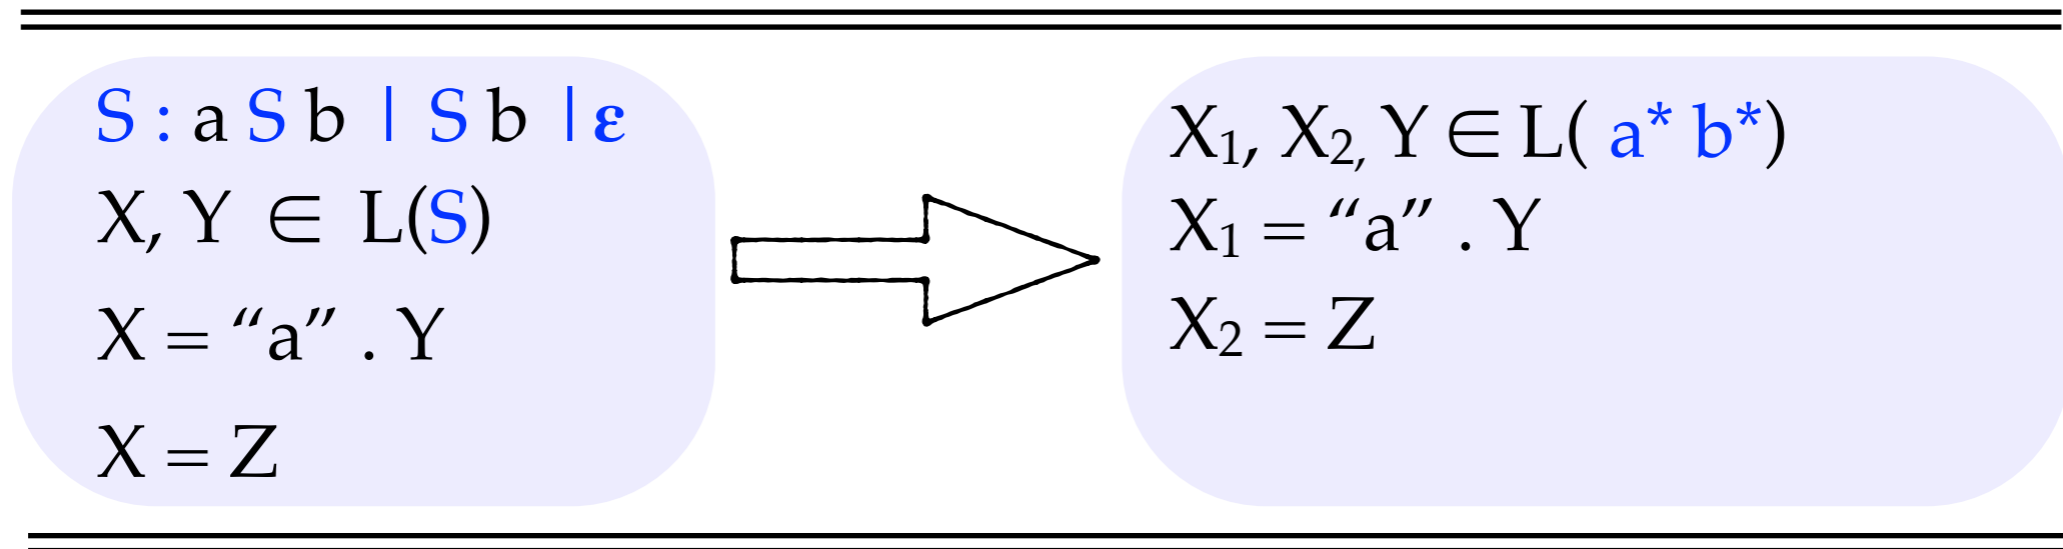 S : a S b | S b | ε
X, Y ∈ L(S)
X = “a” . Y
X = Z
X₁, X₂, Y ∈ L( a* b*)
X₁ = “a” . Y
X₂ = Z